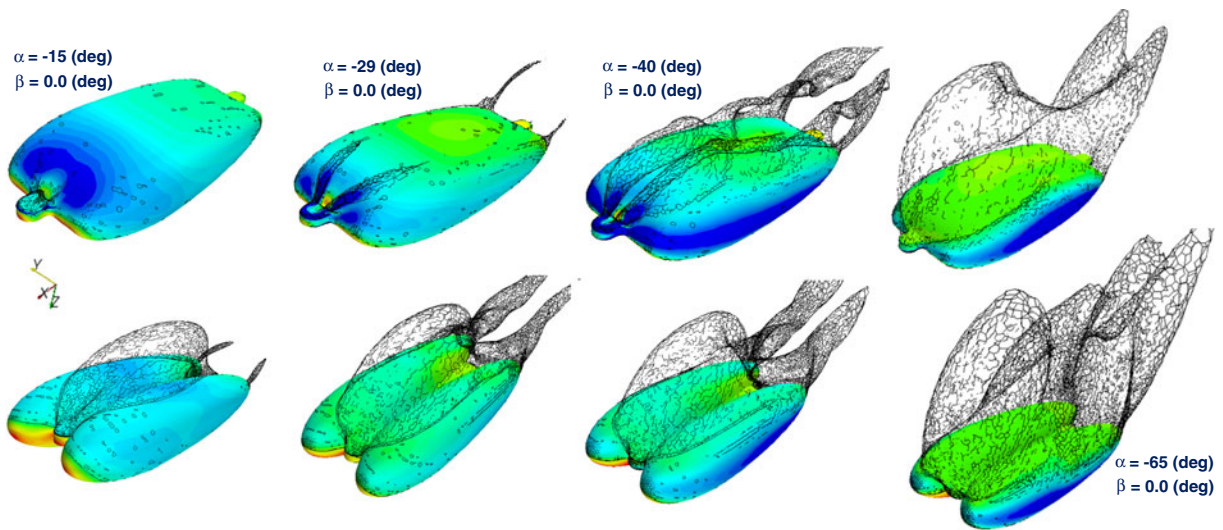 α = -15 (deg)
β = 0.0 (deg)
α = -29 (deg)
β = 0.0 (deg)
α = -40 (deg)
β = 0.0 (deg)
Y
X
Z
α = -65 (deg)
β = 0.0 (deg)